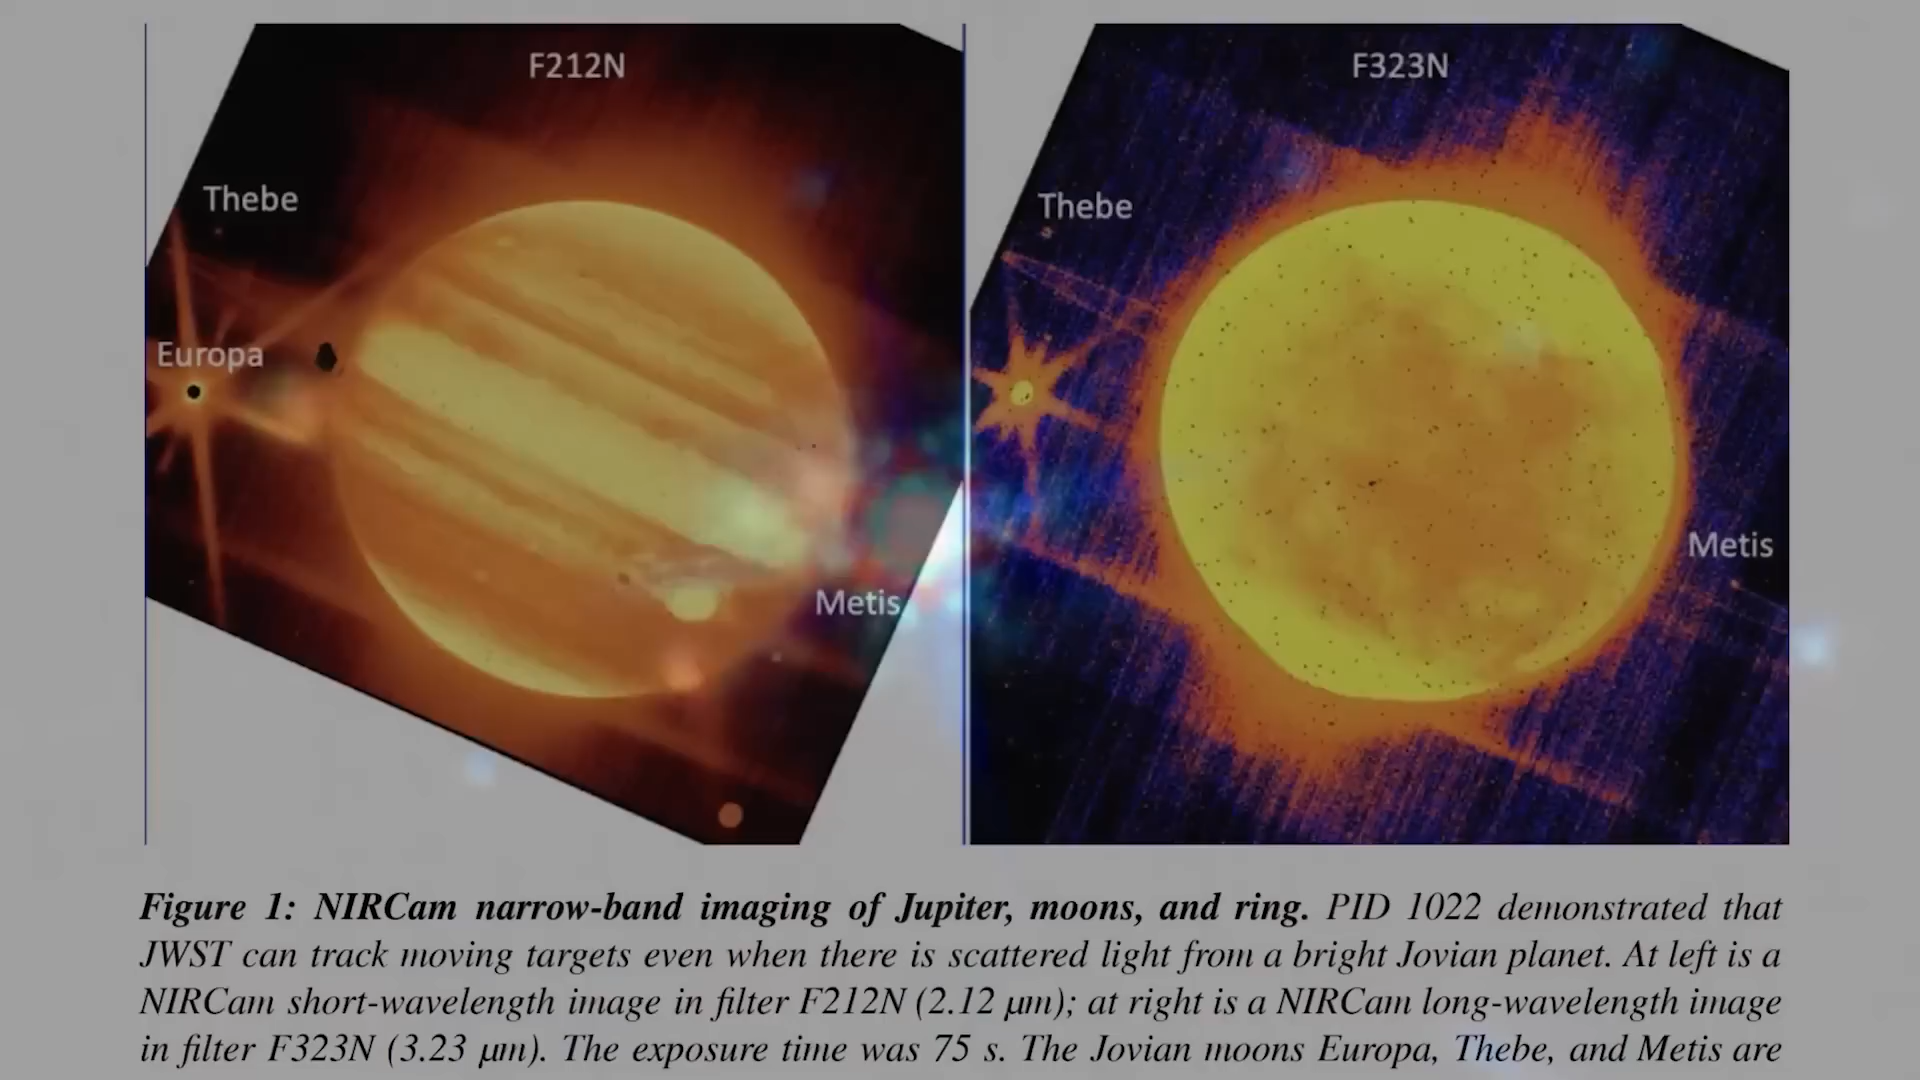 F212N
F323N
Thebe
Thebe
Europa
Metis
Metis
Figure 1: NIRCam narrow-band imaging of Jupiter, moons, and ring. PID 1022 demonstrated that
JWST can track moving targets even when there is scattered light from a bright Jovian planet. At left is a
NIRCam short-wavelength image in filter F212N (2.12 μm); at right is a NIRCam long-wavelength image
in filter F323N (3.23 μm). The exposure time was 75 s. The Jovian moons Europa, Thebe, and Metis are